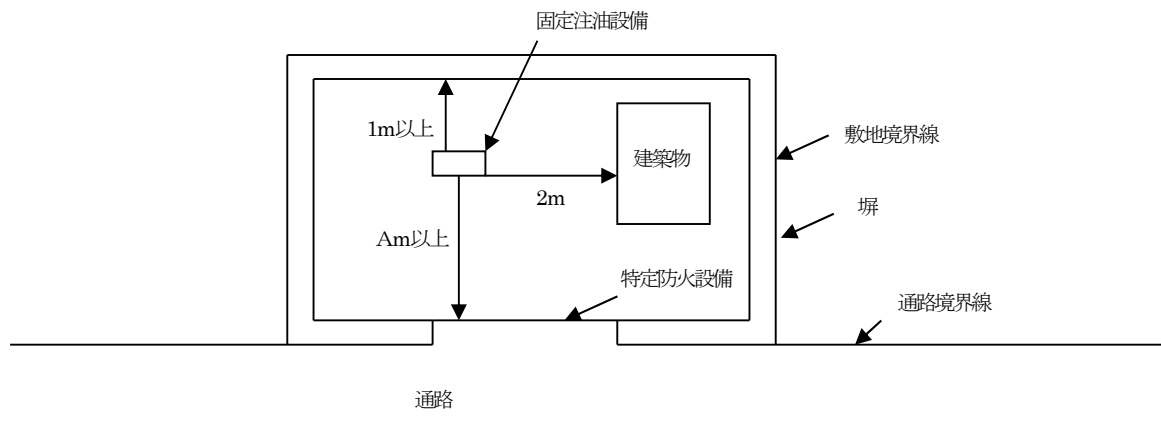 固定注油設備
1m以上
建築物
敷地境界線
2m
塀
Am以上
特定防火設備
通路境界線
通路